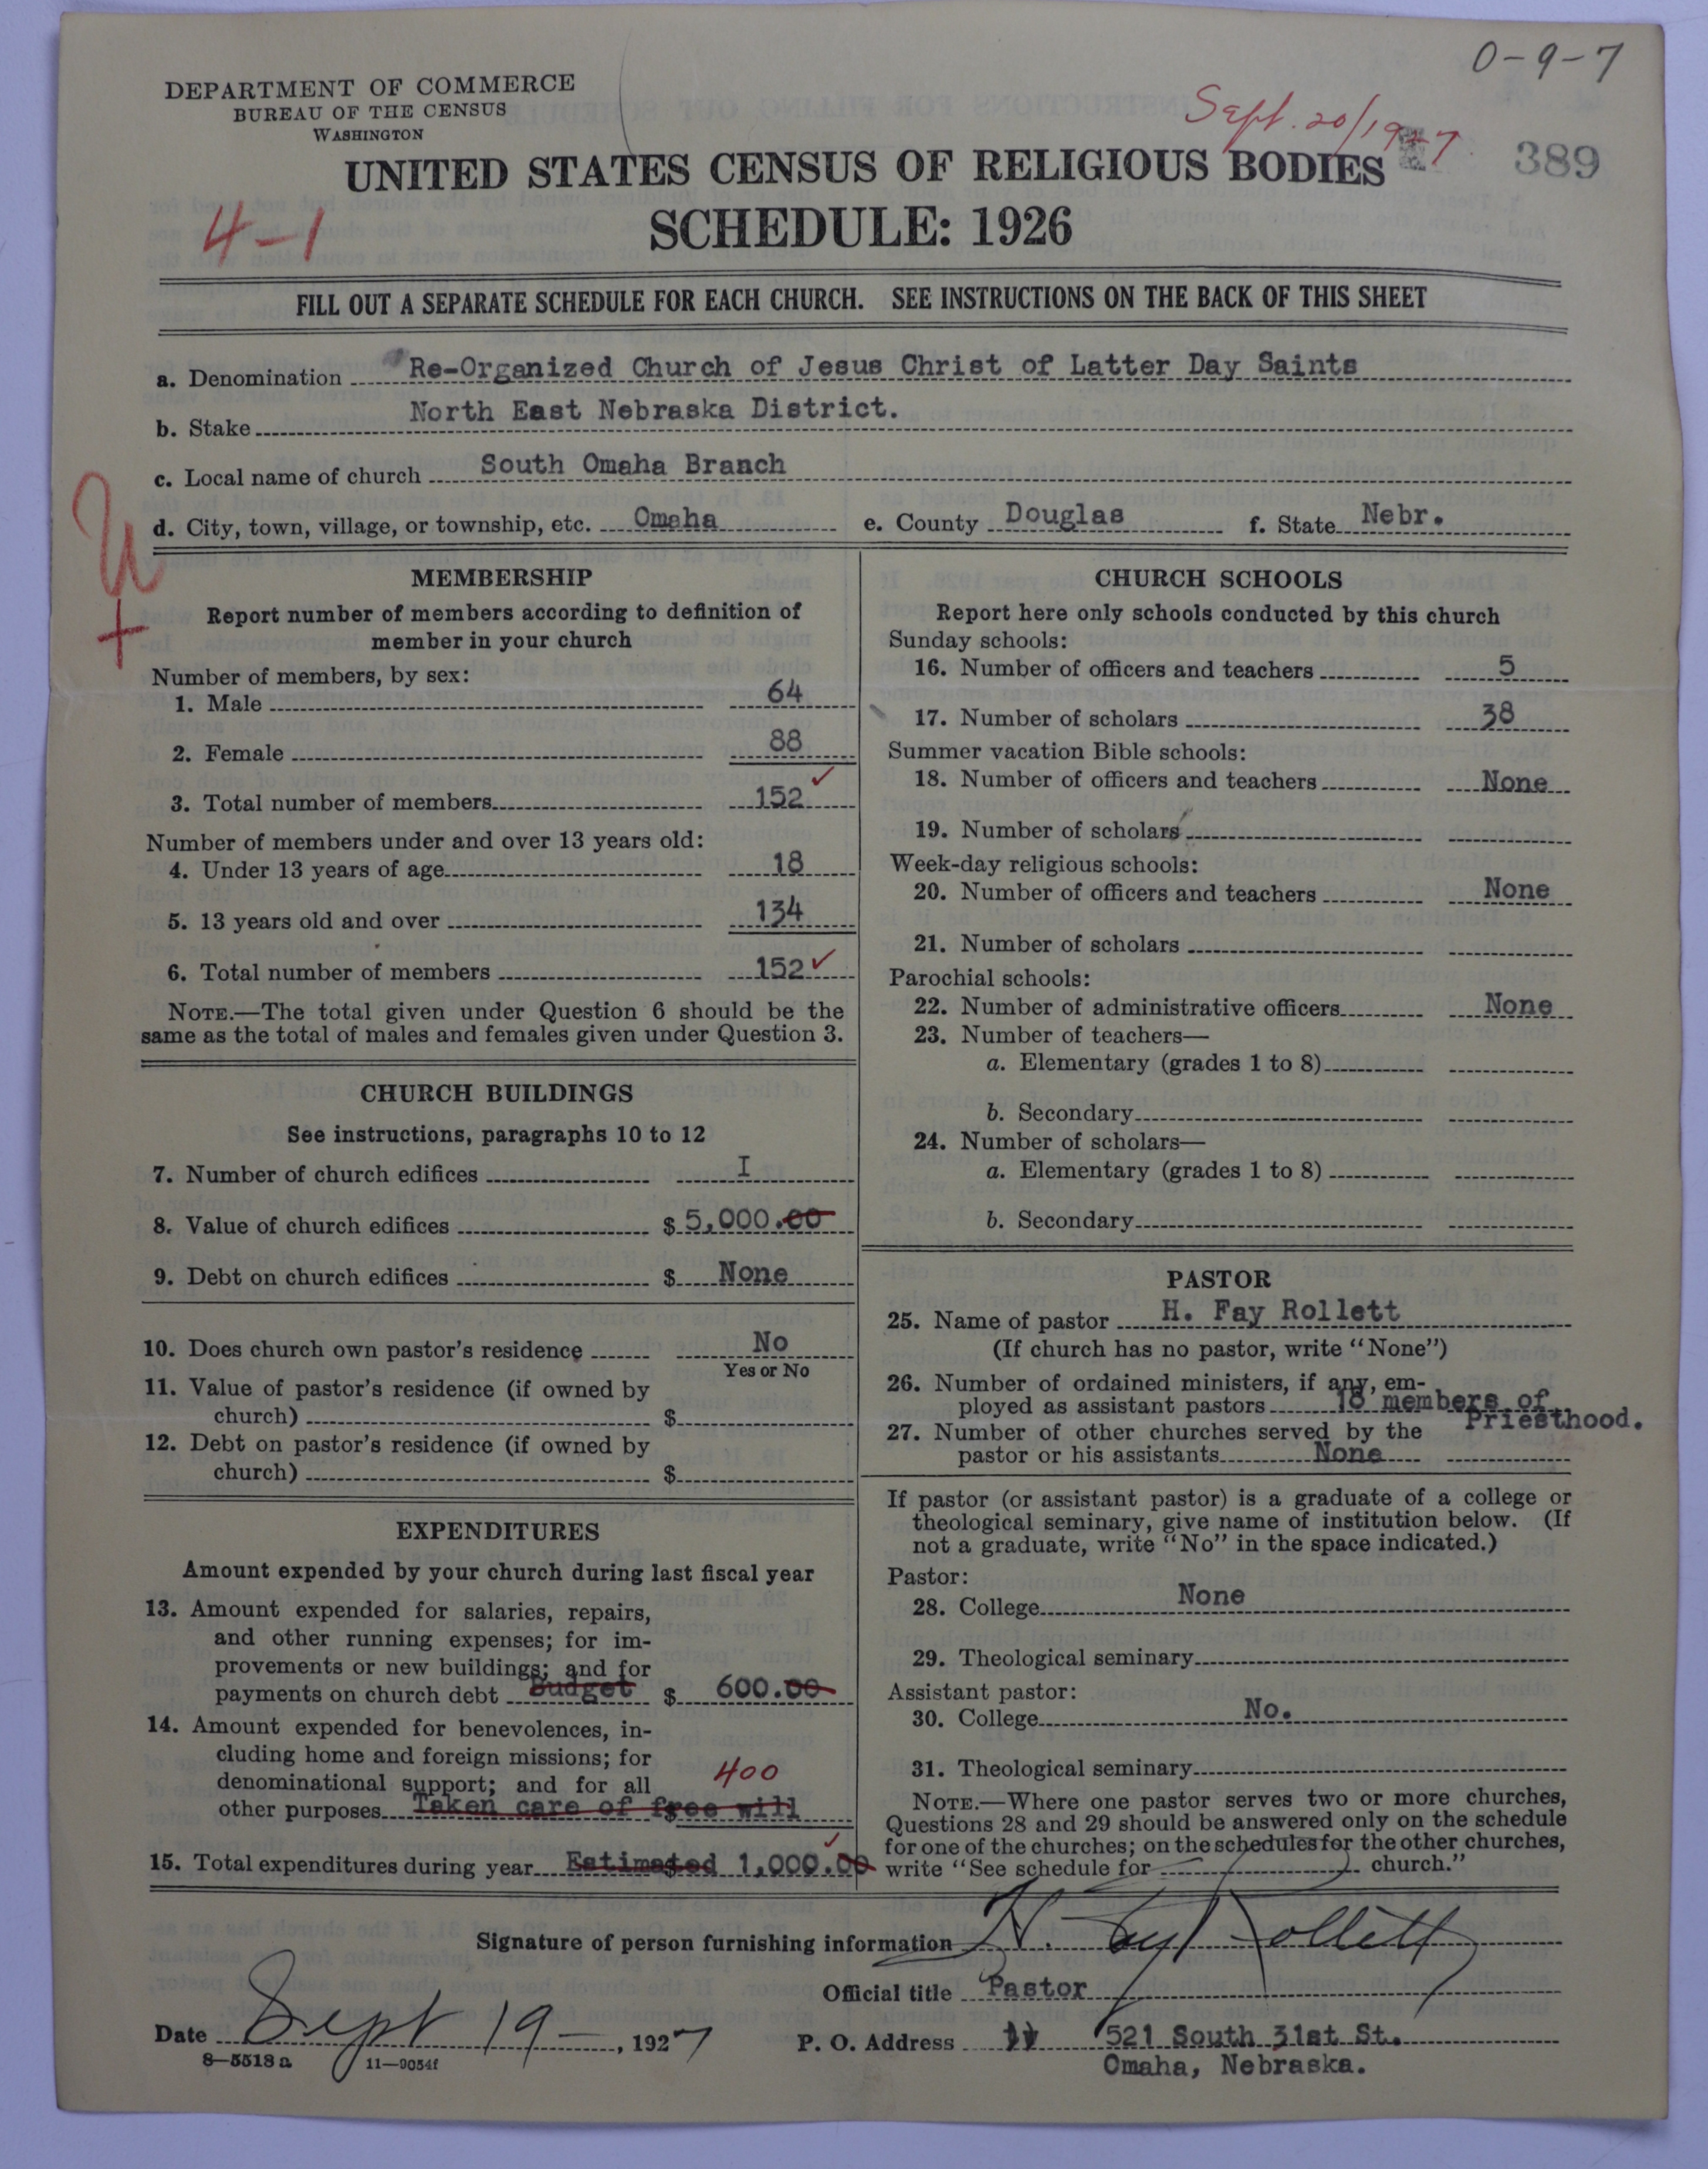 0-9-7
DEPARTMENT OF COMMERCE
BUREAU OF THE CENSUS
WASHINGTON
Sept. 20/1927
389
UNITED STATES CENSUS OF RELIGIOUS BODIES
4-1
SCHEDULE: 1926
FILL OUT A SEPARATE SCHEDULE FOR EACH CHURCH. SEE INSTRUCTIONS ON THE BACK OF THIS SHEET
a. Denomination Re-Organized Church of Jesus Christ of Latter Day Saints
b. Stake North East Nebraska District.
c. Local name of church South Omaha Branch
d. City, town, village, or township, etc. Omaha e. County Douglas f. State Nebr.
U
+
MEMBERSHIP
Report number of members according to definition of
member in your church
Number of members, by sex:
1. Male 64
2. Female 88
3. Total number of members 152 ✓
Number of members under and over 13 years old:
4. Under 13 years of age 18
5. 13 years old and over 134
6. Total number of members 152 ✓
NOTE.—The total given under Question 6 should be the
same as the total of males and females given under Question 3.
CHURCH BUILDINGS
See instructions, paragraphs 10 to 12
7. Number of church edifices I
8. Value of church edifices $ 5,000.00
9. Debt on church edifices $ None
10. Does church own pastor's residence No
Yes or No
11. Value of pastor's residence (if owned by
church) $
12. Debt on pastor's residence (if owned by
church) $
EXPENDITURES
Amount expended by your church during last fiscal year
13. Amount expended for salaries, repairs,
and other running expenses; for im-
provements or new buildings; and for
payments on church debt Budget $ 600.00
14. Amount expended for benevolences, in-
cluding home and foreign missions; for
denominational support; and for all 400
other purposes Taken care of free will $
15. Total expenditures during year Estimated $ 1,000.00 ✓
CHURCH SCHOOLS
Report here only schools conducted by this church
Sunday schools:
16. Number of officers and teachers 5
17. Number of scholars 38
Summer vacation Bible schools:
18. Number of officers and teachers None
19. Number of scholars
Week-day religious schools:
20. Number of officers and teachers None
21. Number of scholars
Parochial schools:
22. Number of administrative officers None
23. Number of teachers—
a. Elementary (grades 1 to 8)
b. Secondary
24. Number of scholars—
a. Elementary (grades 1 to 8)
b. Secondary
PASTOR
25. Name of pastor H. Fay Rollett
(If church has no pastor, write "None")
26. Number of ordained ministers, if any, em-
ployed as assistant pastors 18 members of
Priesthood.
27. Number of other churches served by the
pastor or his assistants None
If pastor (or assistant pastor) is a graduate of a college or
theological seminary, give name of institution below. (If
not a graduate, write "No" in the space indicated.)
Pastor:
28. College None
29. Theological seminary
Assistant pastor:
30. College No.
31. Theological seminary
NOTE.—Where one pastor serves two or more churches,
Questions 28 and 29 should be answered only on the schedule
for one of the churches; on the schedules for the other churches,
write "See schedule for church."
Signature of person furnishing information H. Fay Rollett
Official title Pastor
Date Sept 19 -, 1927 P. O. Address 521 South 31st St.
8-5518a 11-9054f Omaha, Nebraska.